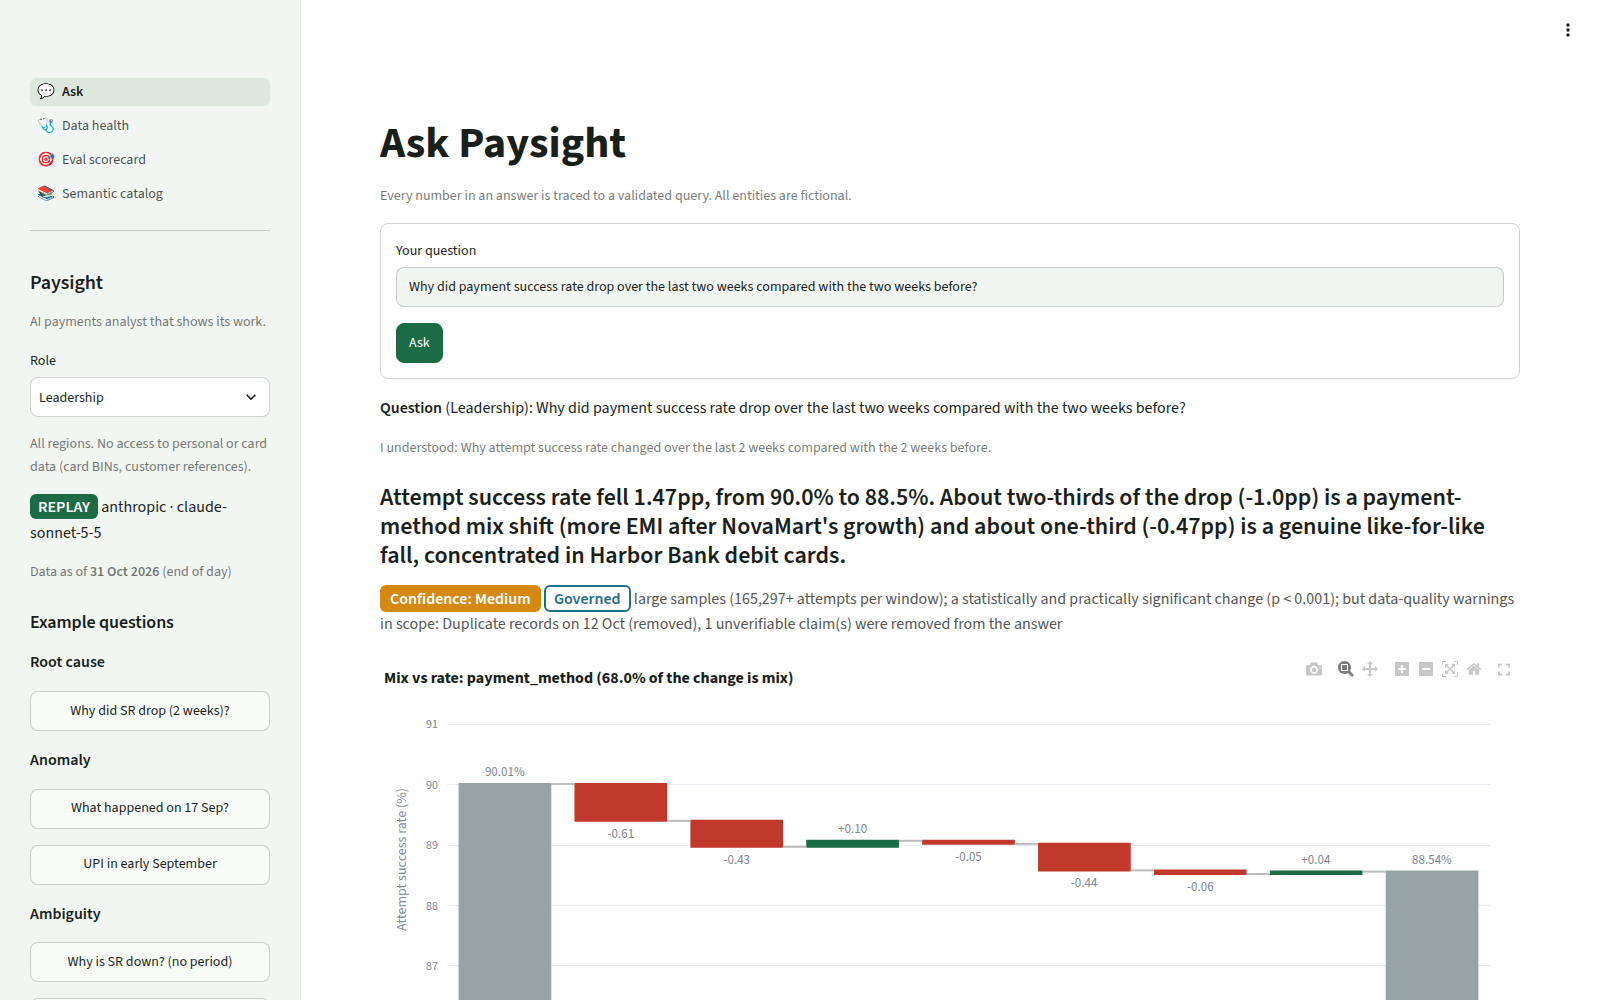 Ask
Data health
Eval scorecard
Semantic catalog
Paysight
AI payments analyst that shows its work.
Role
Leadership
All regions. No access to personal or card
data (card BINs, customer references).
REPLAY anthropic · claude-
sonnet-5-5
Data as of 31 Oct 2026 (end of day)
Example questions
Root cause
Why did SR drop (2 weeks)?
Anomaly
What happened on 17 Sep?
UPI in early September
Ambiguity
Why is SR down? (no period)
Ask Paysight
Every number in an answer is traced to a validated query. All entities are fictional.
Your question
Why did payment success rate drop over the last two weeks compared with the two weeks before?
Ask
Question (Leadership): Why did payment success rate drop over the last two weeks compared with the two weeks before?
I understood: Why attempt success rate changed over the last 2 weeks compared with the 2 weeks before.
Attempt success rate fell 1.47pp, from 90.0% to 88.5%. About two-thirds of the drop (-1.0pp) is a payment-
method mix shift (more EMI after NovaMart's growth) and about one-third (-0.47pp) is a genuine like-for-like
fall, concentrated in Harbor Bank debit cards.
Confidence: Medium Governed large samples (165,297+ attempts per window); a statistically and practically significant change (p < 0.001); but data-quality warnings
in scope: Duplicate records on 12 Oct (removed), 1 unverifiable claim(s) were removed from the answer
Mix vs rate: payment_method (68.0% of the change is mix)
Attempt success rate (%)
91
90
89
88
87
90.01%
-0.61
-0.43
+0.10
-0.05
-0.44
-0.06
+0.04
88.54%